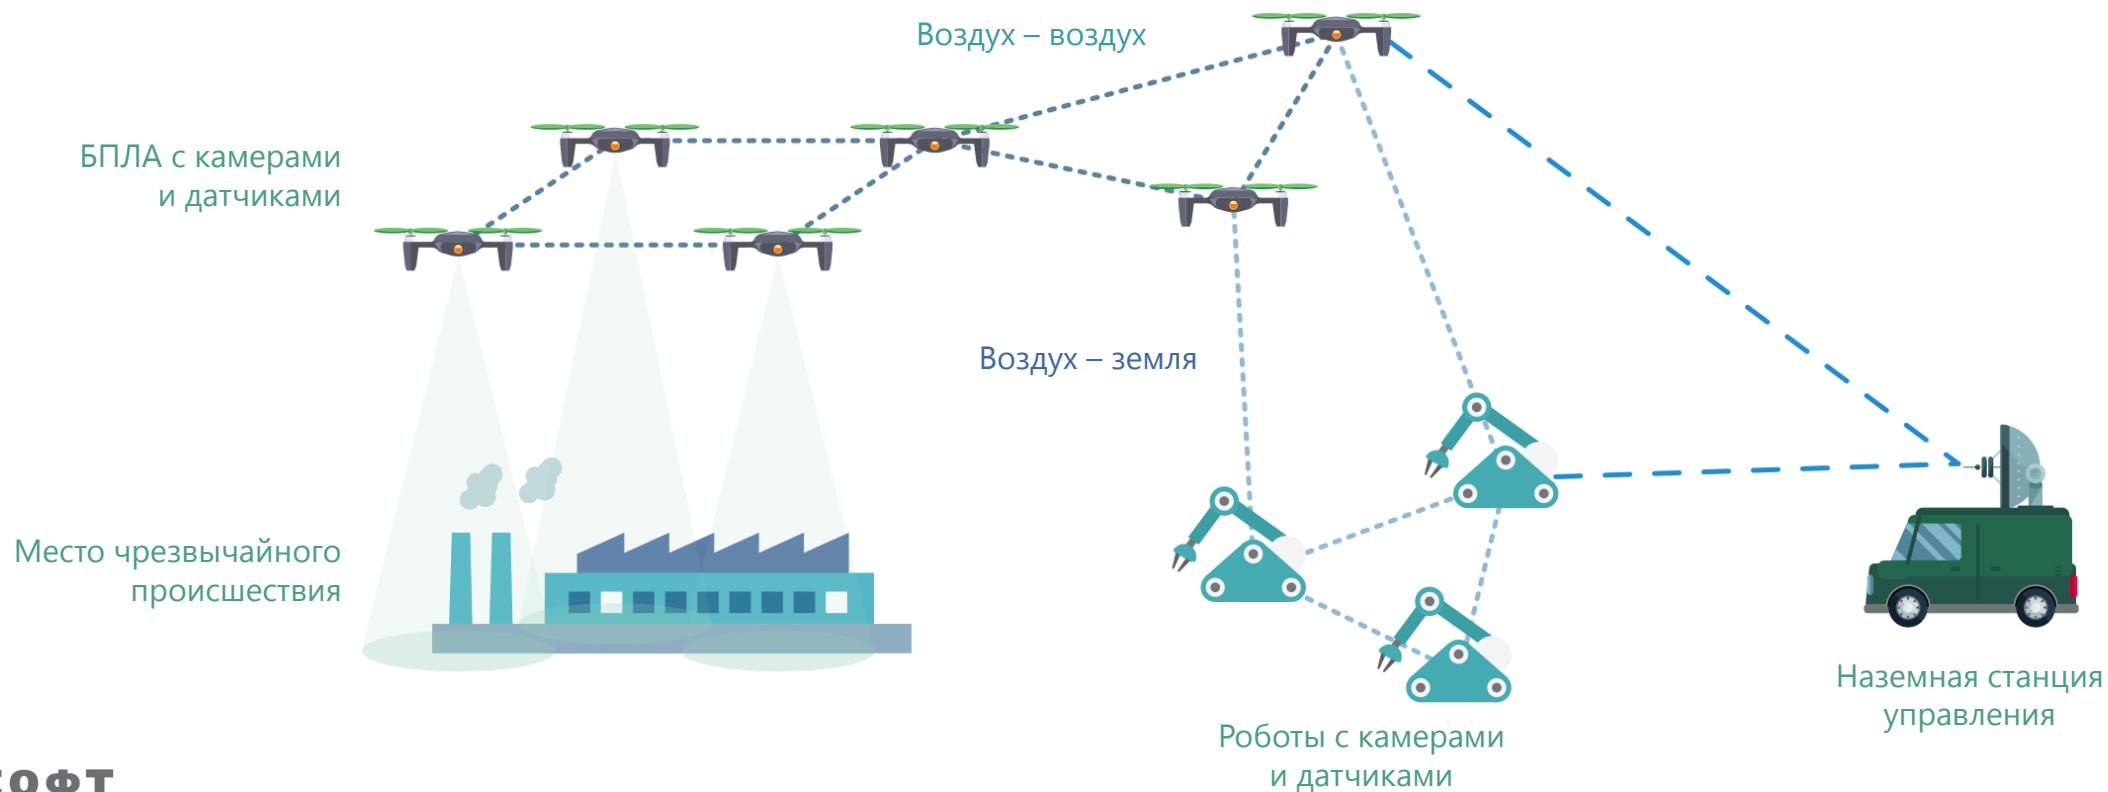 Воздух – воздух
БПЛА с камерами
и датчиками
Воздух – земля
Место чрезвычайного
происшествия
Наземная станция
управления
Роботы с камерами
и датчиками